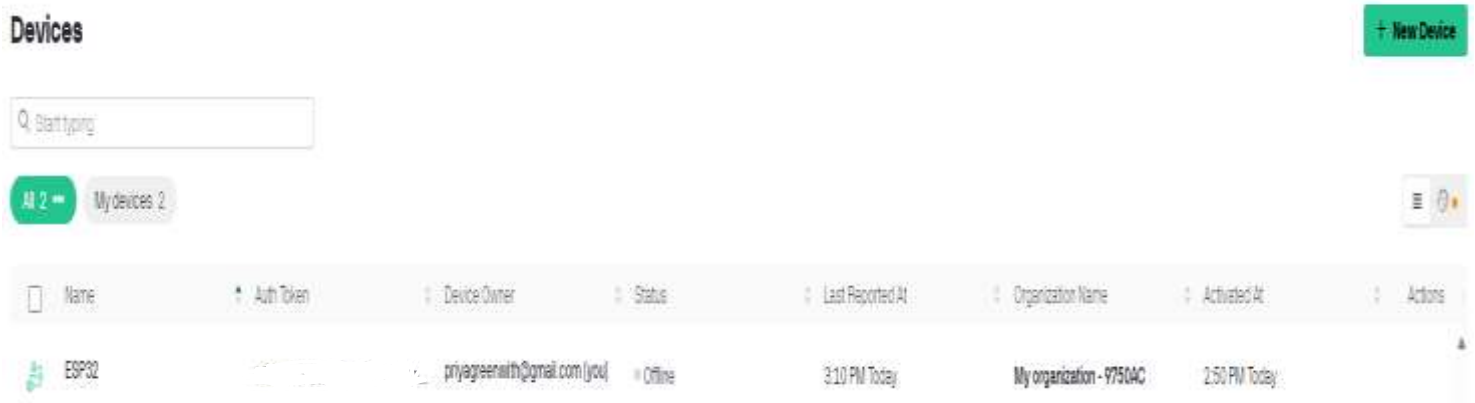 Devices
+ New Device
Start typing
All 2
My devices 2
Name Auth Token Device Owner Status Last Reported At Organization Name Activated At Actions
ESP32 priyagreenwith@gmail.com (you) Offline 3:10 PM Today My organization - 9750AC 2:50 PM Today